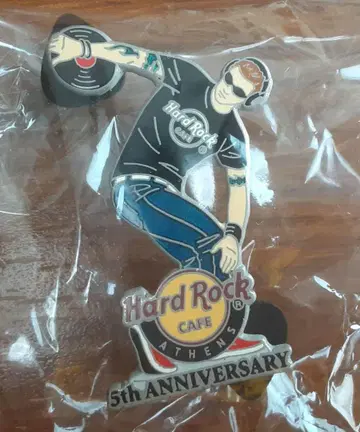 Hard Rock
CAFE
®
Hard Rock
®
CAFE
ATHENS
5th ANNIVERSARY